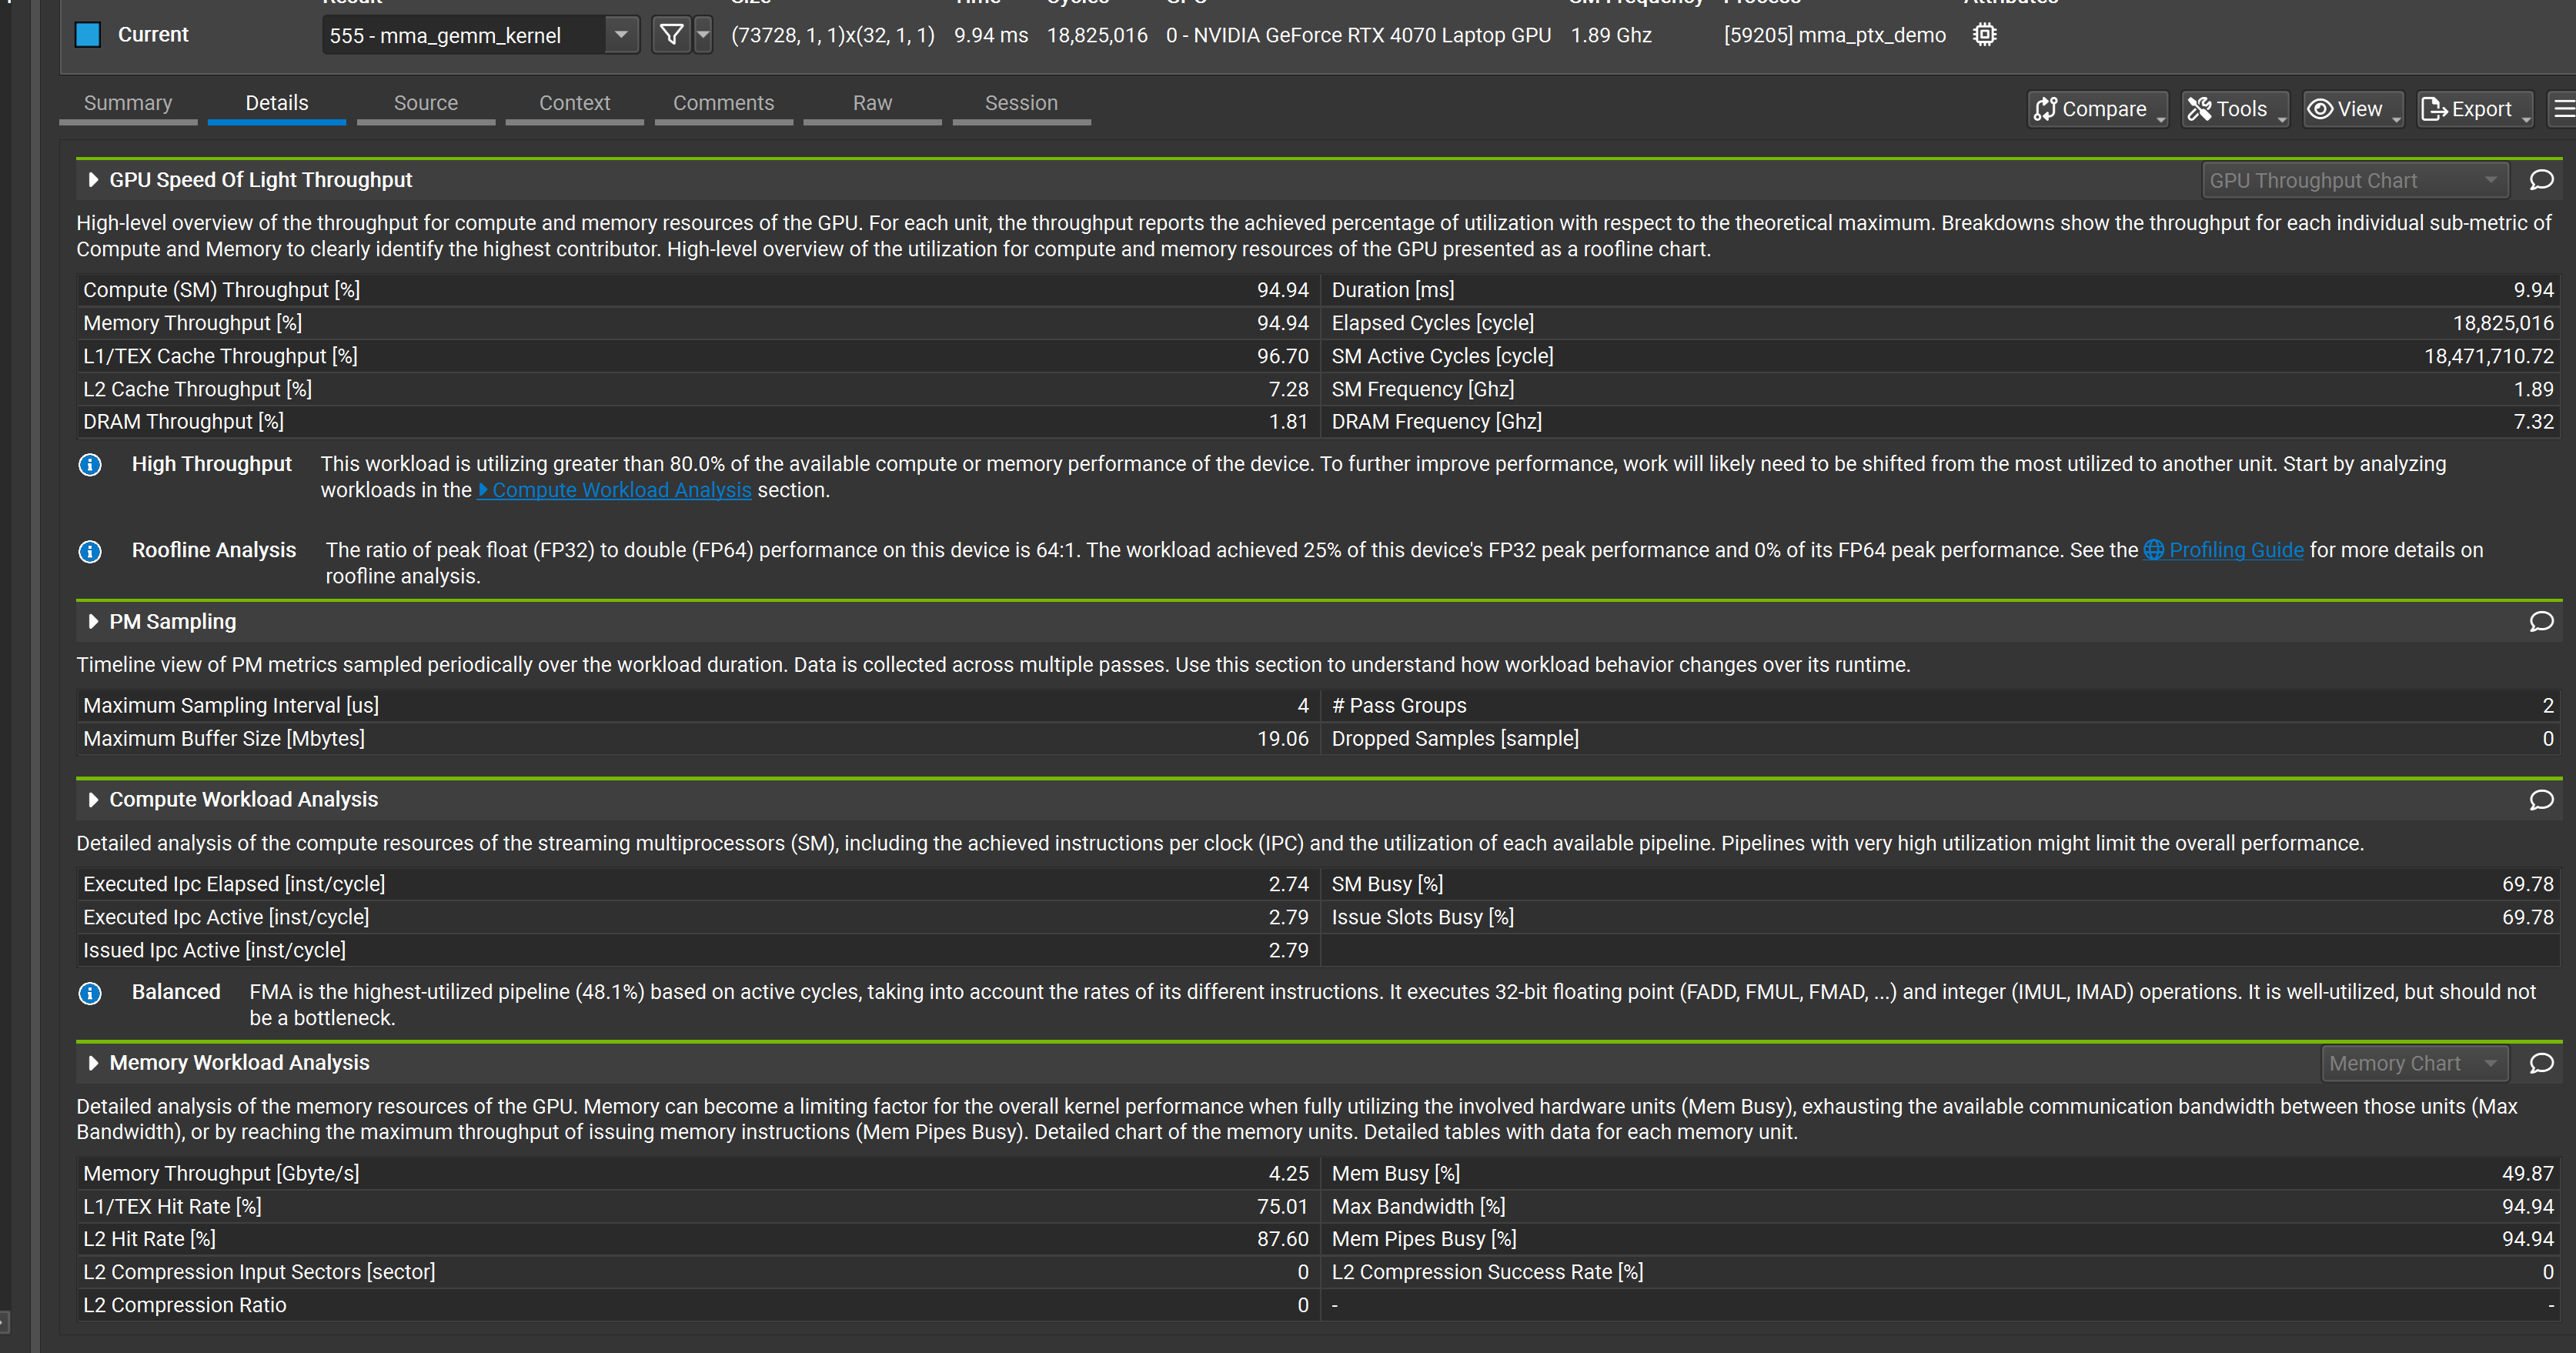 Result Size Time Cycles GPU SM Frequency Process Attributes
Current 555 - mma_gemm_kernel (73728, 1, 1)x(32, 1, 1) 9.94 ms 18,825,016 0 - NVIDIA GeForce RTX 4070 Laptop GPU 1.89 Ghz [59205] mma_ptx_demo
Summary Details Source Context Comments Raw Session Compare Tools View Export
GPU Speed Of Light Throughput GPU Throughput Chart
High-level overview of the throughput for compute and memory resources of the GPU. For each unit, the throughput reports the achieved percentage of utilization with respect to the theoretical maximum. Breakdowns show the throughput for each individual sub-metric of
Compute and Memory to clearly identify the highest contributor. High-level overview of the utilization for compute and memory resources of the GPU presented as a roofline chart.
Compute (SM) Throughput [%] 94.94 Duration [ms] 9.94
Memory Throughput [%] 94.94 Elapsed Cycles [cycle] 18,825,016
L1/TEX Cache Throughput [%] 96.70 SM Active Cycles [cycle] 18,471,710.72
L2 Cache Throughput [%] 7.28 SM Frequency [Ghz] 1.89
DRAM Throughput [%] 1.81 DRAM Frequency [Ghz] 7.32
High Throughput This workload is utilizing greater than 80.0% of the available compute or memory performance of the device. To further improve performance, work will likely need to be shifted from the most utilized to another unit. Start by analyzing
workloads in the Compute Workload Analysis section.
Roofline Analysis The ratio of peak float (FP32) to double (FP64) performance on this device is 64:1. The workload achieved 25% of this device's FP32 peak performance and 0% of its FP64 peak performance. See the Profiling Guide for more details on
roofline analysis.
PM Sampling
Timeline view of PM metrics sampled periodically over the workload duration. Data is collected across multiple passes. Use this section to understand how workload behavior changes over its runtime.
Maximum Sampling Interval [us] 4 # Pass Groups 2
Maximum Buffer Size [Mbytes] 19.06 Dropped Samples [sample] 0
Compute Workload Analysis
Detailed analysis of the compute resources of the streaming multiprocessors (SM), including the achieved instructions per clock (IPC) and the utilization of each available pipeline. Pipelines with very high utilization might limit the overall performance.
Executed Ipc Elapsed [inst/cycle] 2.74 SM Busy [%] 69.78
Executed Ipc Active [inst/cycle] 2.79 Issue Slots Busy [%] 69.78
Issued Ipc Active [inst/cycle] 2.79
Balanced FMA is the highest-utilized pipeline (48.1%) based on active cycles, taking into account the rates of its different instructions. It executes 32-bit floating point (FADD, FMUL, FMAD, ...) and integer (IMUL, IMAD) operations. It is well-utilized, but should not
be a bottleneck.
Memory Workload Analysis Memory Chart
Detailed analysis of the memory resources of the GPU. Memory can become a limiting factor for the overall kernel performance when fully utilizing the involved hardware units (Mem Busy), exhausting the available communication bandwidth between those units (Max
Bandwidth), or by reaching the maximum throughput of issuing memory instructions (Mem Pipes Busy). Detailed chart of the memory units. Detailed tables with data for each memory unit.
Memory Throughput [Gbyte/s] 4.25 Mem Busy [%] 49.87
L1/TEX Hit Rate [%] 75.01 Max Bandwidth [%] 94.94
L2 Hit Rate [%] 87.60 Mem Pipes Busy [%] 94.94
L2 Compression Input Sectors [sector] 0 L2 Compression Success Rate [%] 0
L2 Compression Ratio 0 - -